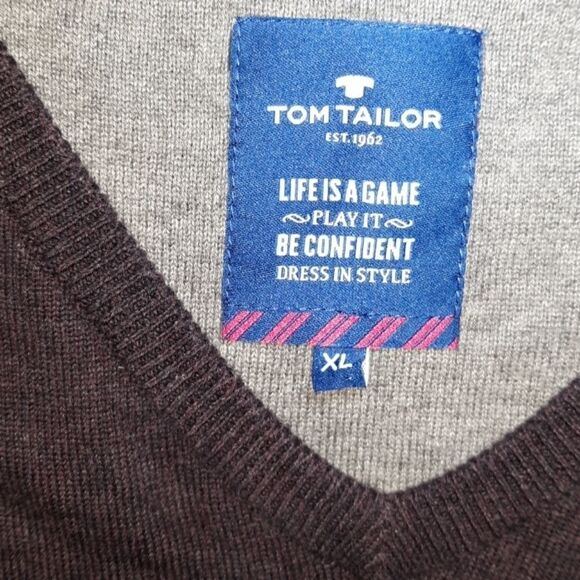 TOM TAILOR
EST. 1962
LIFE IS A GAME
PLAY IT
BE CONFIDENT
DRESS IN STYLE
XL